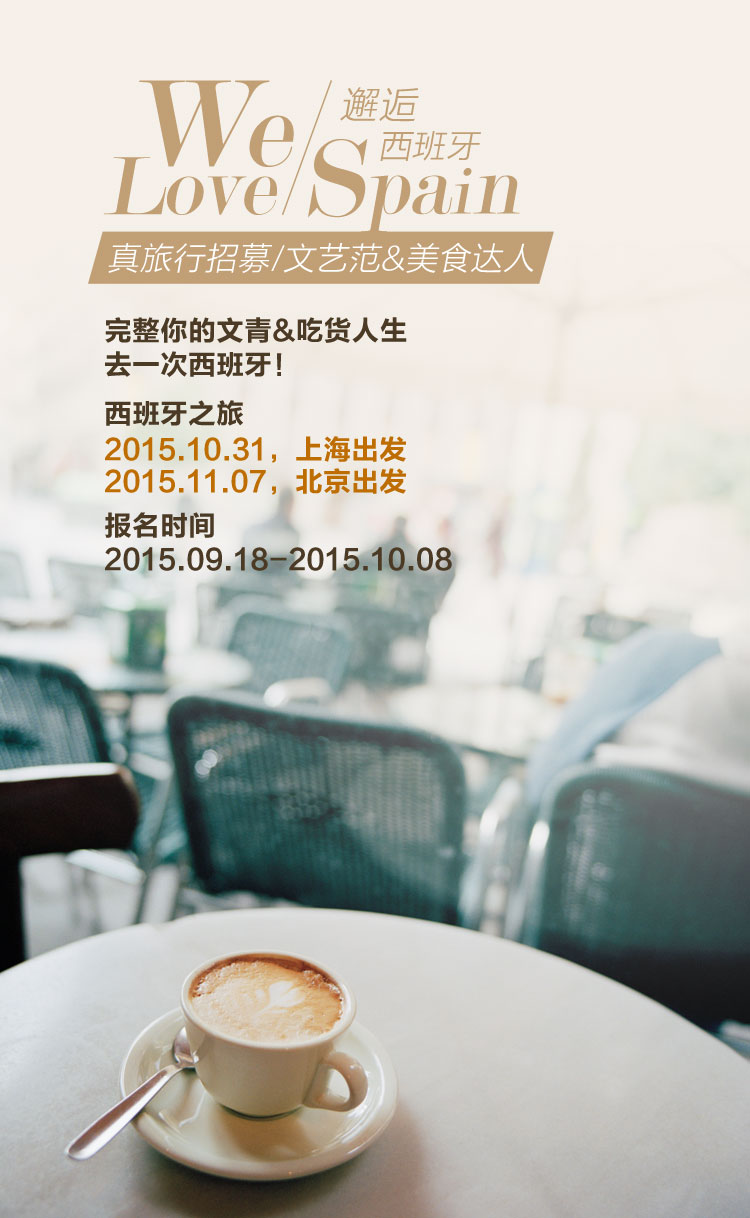 We
邂逅
西班牙
Love/Spain
真旅行招募/文艺范&美食达人
完整你的文青&吃货人生
去一次西班牙！
西班牙之旅
2015.10.31，上海出发
2015.11.07，北京出发
报名时间
2015.09.18-2015.10.08